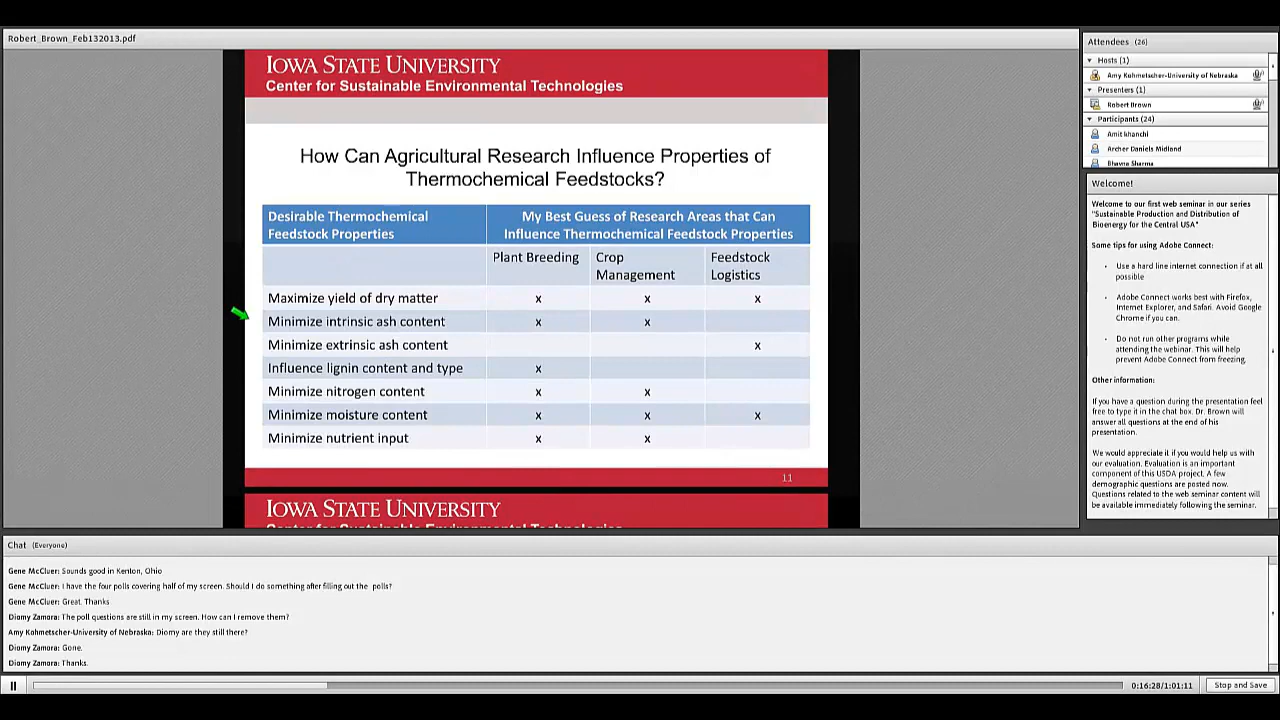 Robert_Brown_Feb132013.pdf
IOWA STATE UNIVERSITY
Center for Sustainable Environmental Technologies
How Can Agricultural Research Influence Properties of
Thermochemical Feedstocks?
Desirable Thermochemical
Feedstock Properties
My Best Guess of Research Areas that Can
Influence Thermochemical Feedstock Properties
Plant Breeding
Crop
Management
Feedstock
Logistics
Maximize yield of dry matter x x x
Minimize intrinsic ash content x x
Minimize extrinsic ash content x
Influence lignin content and type x
Minimize nitrogen content x x
Minimize moisture content x x x
Minimize nutrient input x x
11
IOWA STATE UNIVERSITY
Center for Sustainable Environmental Technologies
Attendees (26)
Hosts (1)
Amy Kohmetscher-University of Nebraska
Presenters (1)
Robert Brown
Participants (24)
Amit khanchi
Archer Daniels Midland
Bhavna Sharma
Welcome!
Welcome to our first web seminar in our series
"Sustainable Production and Distribution of
Bioenergy for the Central USA"
Some tips for using Adobe Connect:
• Use a hard line internet connection if at all
possible
• Adobe Connect works best with Firefox,
Internet Explorer, and Safari. Avoid Google
Chrome if you can.
• Do not run other programs while
attending the webinar. This will help
prevent Adobe Connect from freezing.
Other information:
If you have a question during the presentation feel
free to type it in the chat box. Dr. Brown will
answer all questions at the end of his
presentation.
We would appreciate it if you would help us with
our evaluation. Evaluation is an important
component of this USDA project. A few
demographic questions are posted now.
Questions related to the web seminar content will
be available immediately following the seminar.
Chat (Everyone)
Gene McCluer: Sounds good in Kenton, Ohio
Gene McCluer: I have the four polls covering half of my screen. Should I do something after filling out the polls?
Gene McCluer: Great. Thanks
Diomy Zamora: The poll questions are still in my screen. How can I remove them?
Amy Kohmetscher-University of Nebraska: Diomy are they still there?
Diomy Zamora: Gone.
Diomy Zamora: Thanks.
0:16:28/1:01:11
Stop and Save